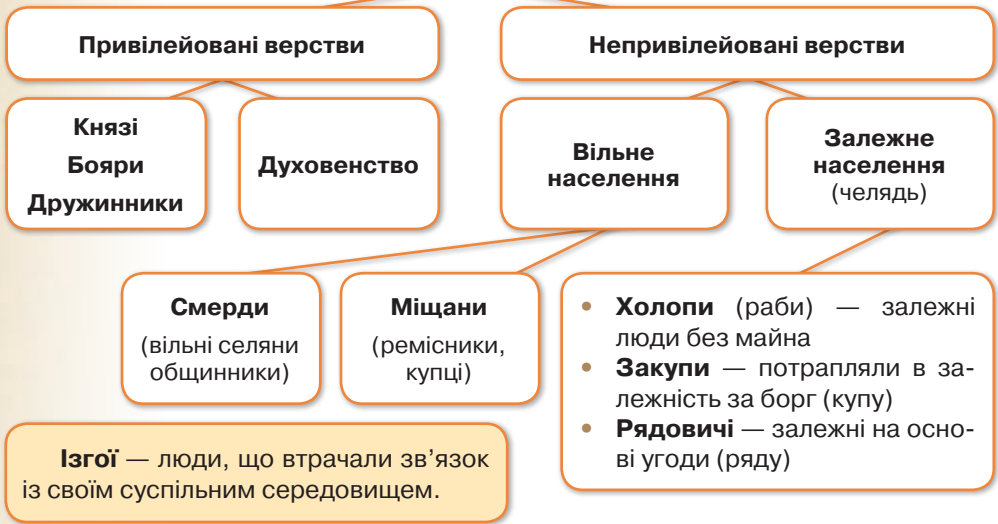 Привілейовані верстви
Непривілейовані верстви
Князі
Бояри
Дружинники
Духовенство
Вільне
населення
Залежне
населення
(челядь)
Смерди
(вільні селяни
общинники)
Міщани
(ремісники,
купці)
• Холопи (раби) — залежні
люди без майна
• Закупи — потрапляли в за-
лежність за борг (купу)
• Рядовичі — залежні на осно-
ві угоди (ряду)
Ізгої — люди, що втрачали зв'язок
із своїм суспільним середовищем.